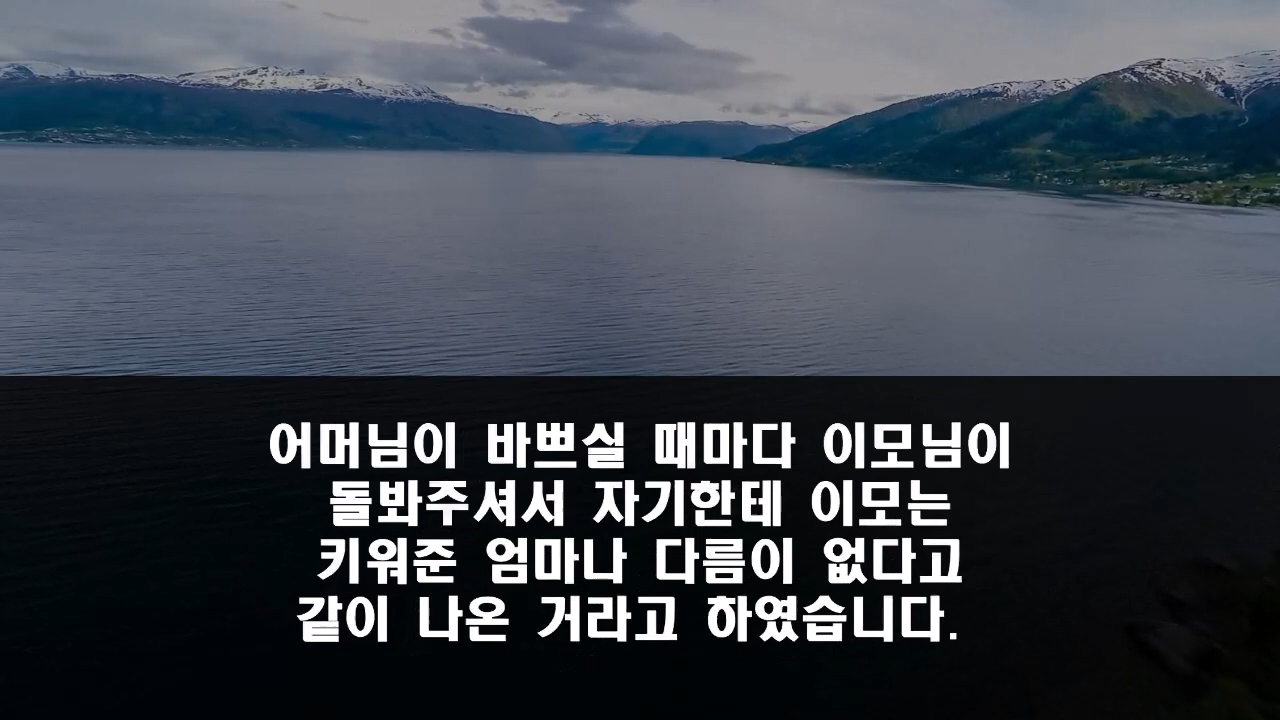 어머님이 바쁘실 때마다 이모님이
돌봐주셔서 자기한테 이모는
키워준 엄마나 다름이 없다고
같이 나온 거라고 하였습니다.